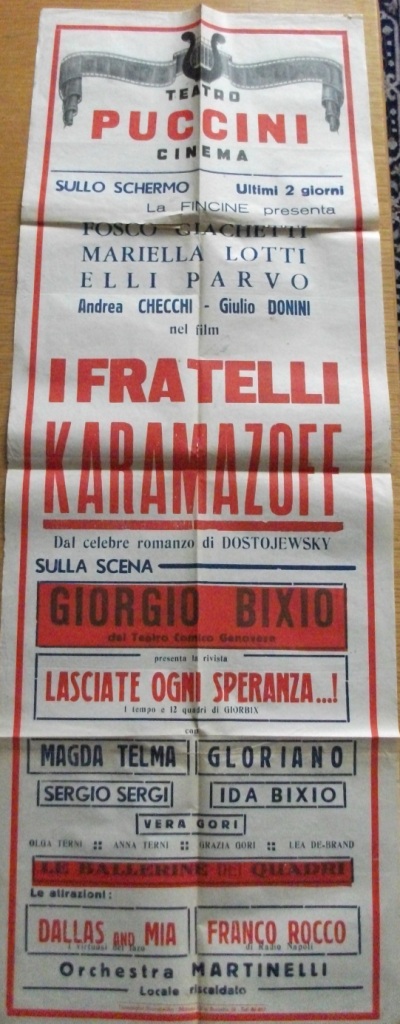 TEATRO
PUCCINI
CINEMA
SULLO SCHERMO Ultimi 2 giorni
La FINCINE presenta
FOSCO GIACHETTI
MARIELLA LOTTI
ELLI PARVO
Andrea CHECCHI - Giulio DONINI
nel film
I FRATELLI
KARAMAZOFF
Dal celebre romanzo di DOSTOJEWSKY
SULLA SCENA
GIORGIO BIXIO
del Teatro Comico Genovese
presenta la rivista
LASCIATE OGNI SPERANZA...!
1 tempo e 12 quadri di GIORBIX
con
MAGDA TELMA GLORIANO
SERGIO SERGI IDA BIXIO
VERA GORI
OLGA TERNI :: ANNA TERNI :: GRAZIA GORI :: LEA DE-BRAND
LE BALLERINE DEI QUADRI
Le attrazioni:
DALLAS AND MIA FRANCO ROCCO
I virtuosi del di Radio Napoli
Orchestra MARTINELLI
Locale riscaldato